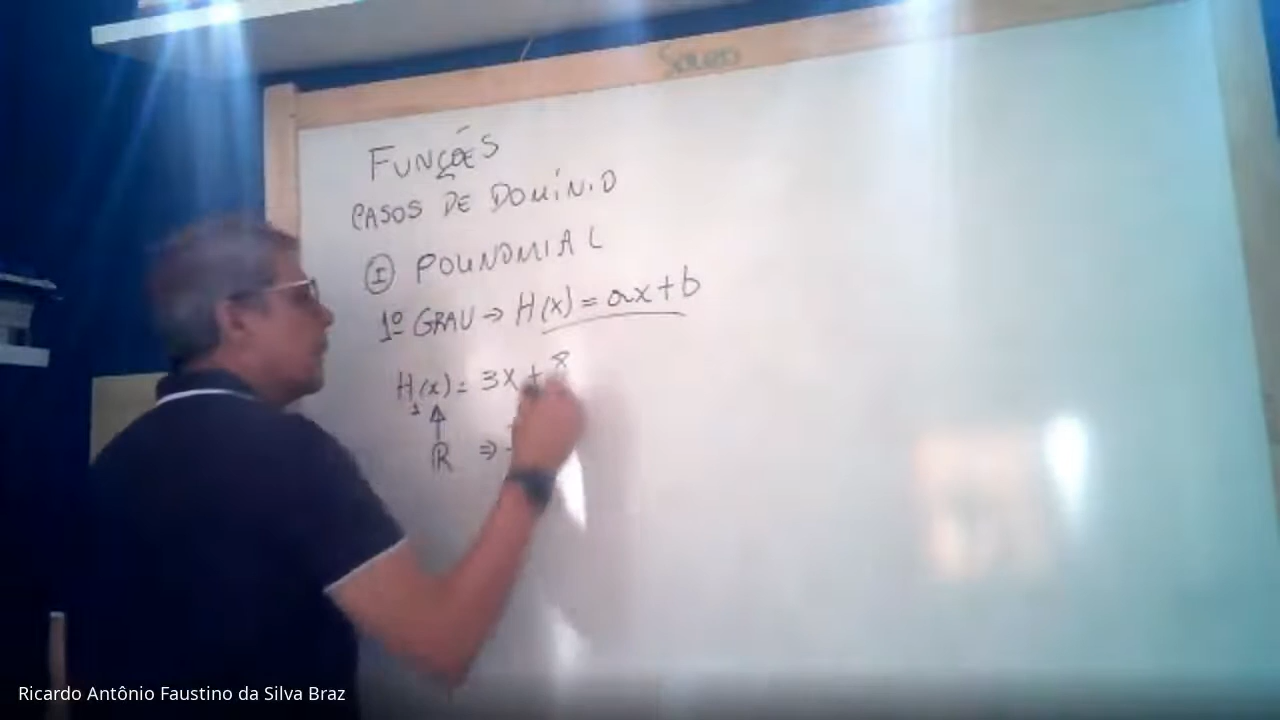 FUNÇÕES
CASOS DE DOMÍNIO
I POLINOMIAL
1º GRAU → H(x) = ax+b
H(x) = 3x + 8
1
ℝ ⇒
Ricardo Antônio Faustino da Silva Braz